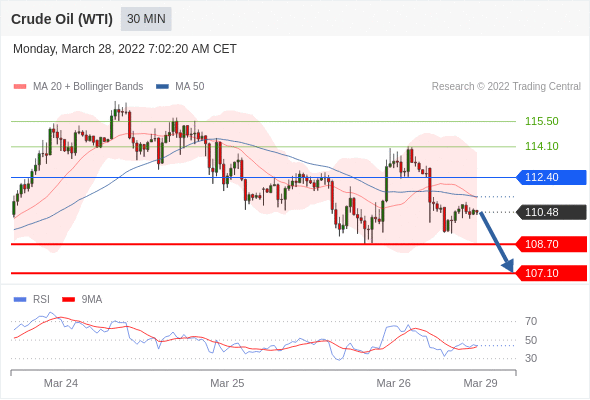 Crude Oil (WTI) 30 MIN
Monday, March 28, 2022 7:02:20 AM CET
MA 20 + Bollinger Bands MA 50
Research © 2022 Trading Central
115.50
114.10
112.40
110.48
108.70
107.10
RSI 9MA
70
50
30
Mar 24 Mar 25 Mar 26 Mar 29